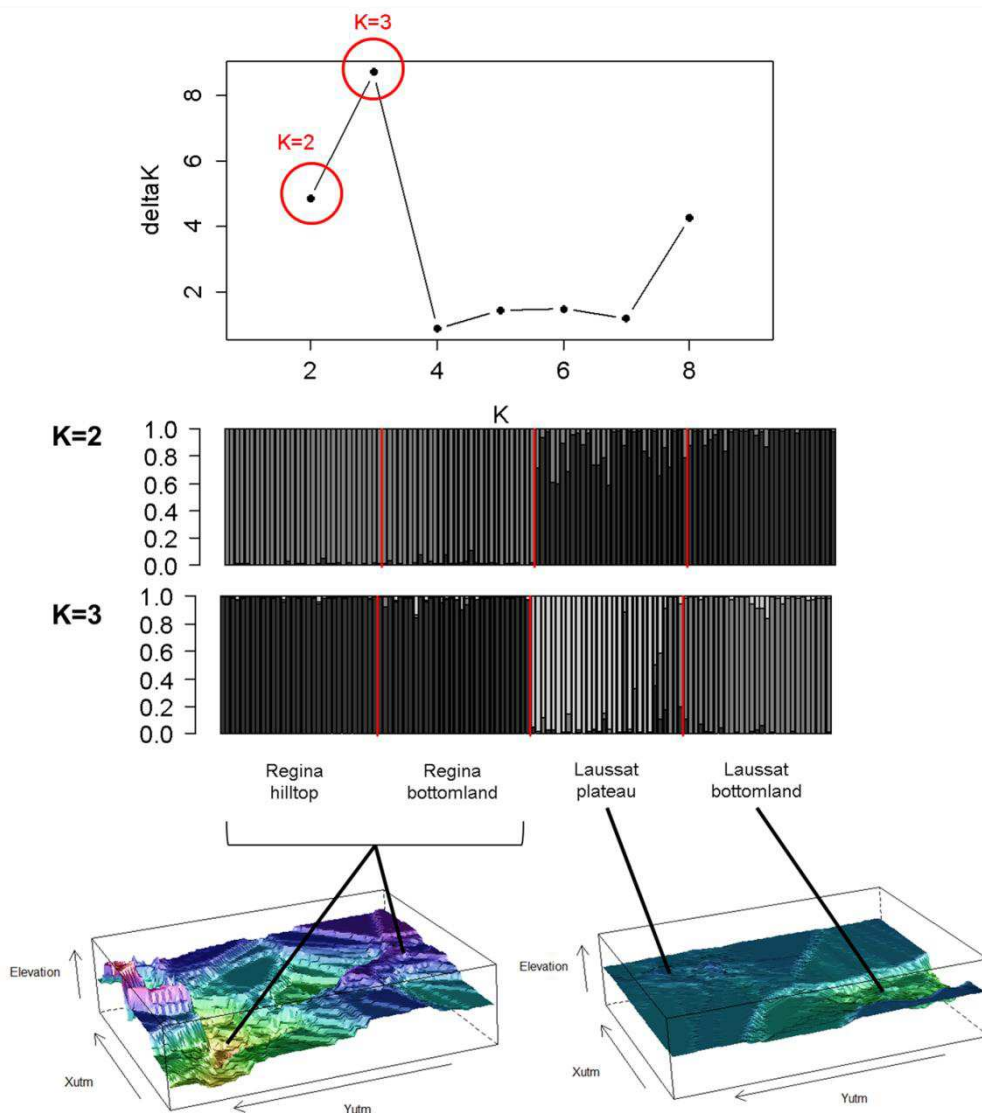 K=3
K=2
deltaK
8
6
4
2
2 4 6 8
K
K=2
1.0
0.8
0.6
0.4
0.2
0.0
K=3
1.0
0.8
0.6
0.4
0.2
0.0
Regina
hilltop
Regina
bottomland
Laussat
plateau
Laussat
bottomland
Elevation
Xutm
Yutm
Elevation
Xutm
Yutm